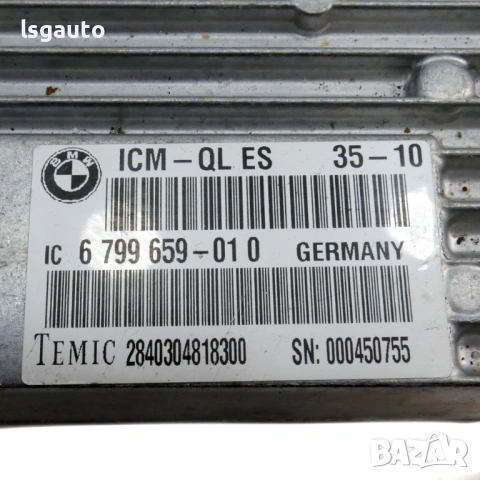 lsgauto
BMW
ICM-QL ES 35-10
IC 6 799 659-01 0 GERMANY
TEMIC 2840304818300 SN: 000450755
BAZAR